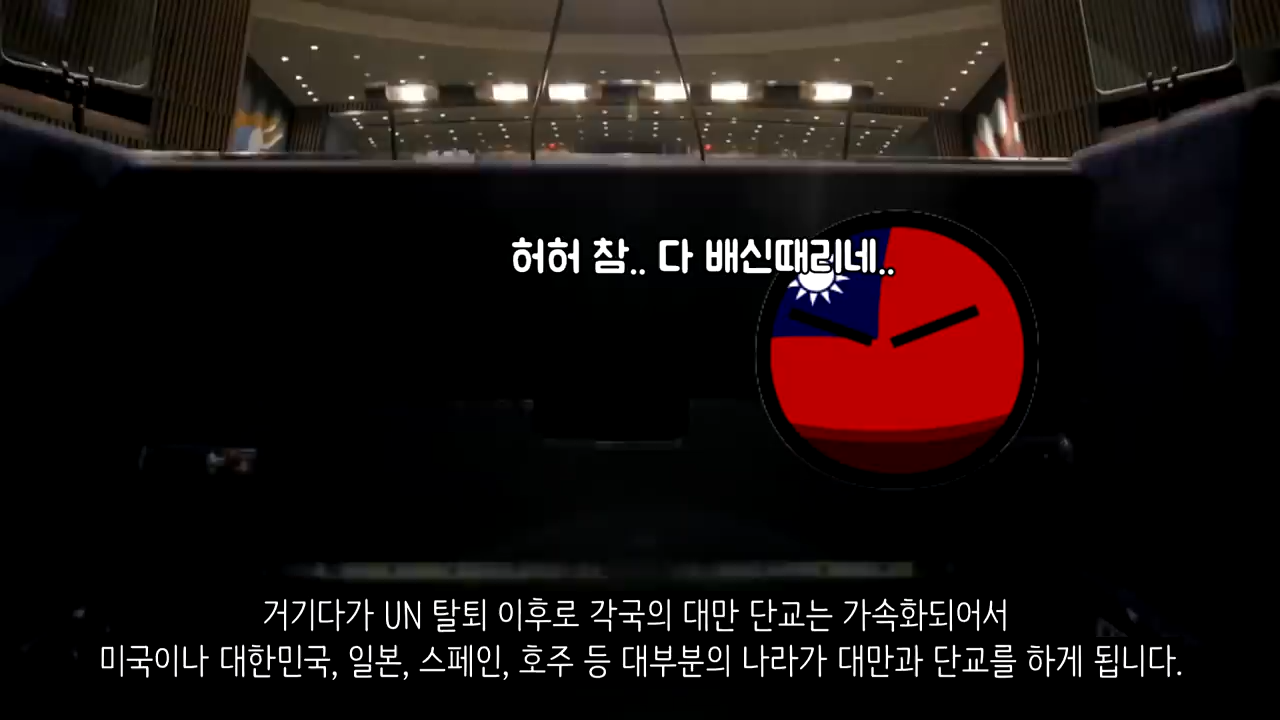 허허 참.. 다 배신때리네..
거기다가 UN 탈퇴 이후로 각국의 대만 단교는 가속화되어서
미국이나 대한민국, 일본, 스페인, 호주 등 대부분의 나라가 대만과 단교를 하게 됩니다.